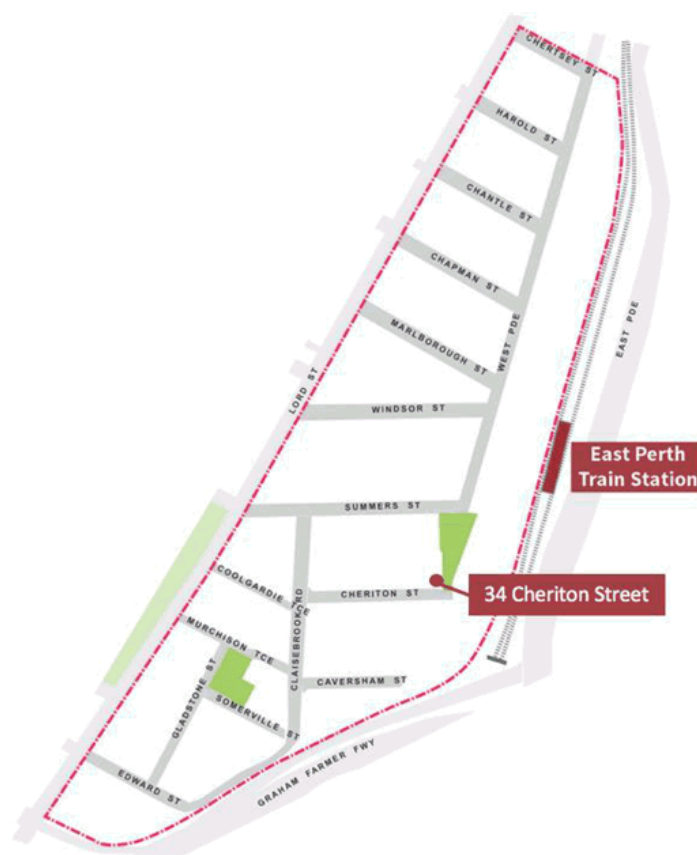 CHERTSEY ST
HAROLD ST
CHANTLE ST
CHAPMAN ST
MARLBOROUGH ST
WEST PDE
EAST PDE
LORD ST
WINDSOR ST
East Perth
Train Station
SUMMERS ST
COOLGARDIE TCE
CLAISEBROOK RD
CHERITON ST
34 Cheriton Street
MURCHISON TCE
GLADSTONE ST
CAVERSHAM ST
SOMERVILLE ST
EDWARD ST
GRAHAM FARMER FWY